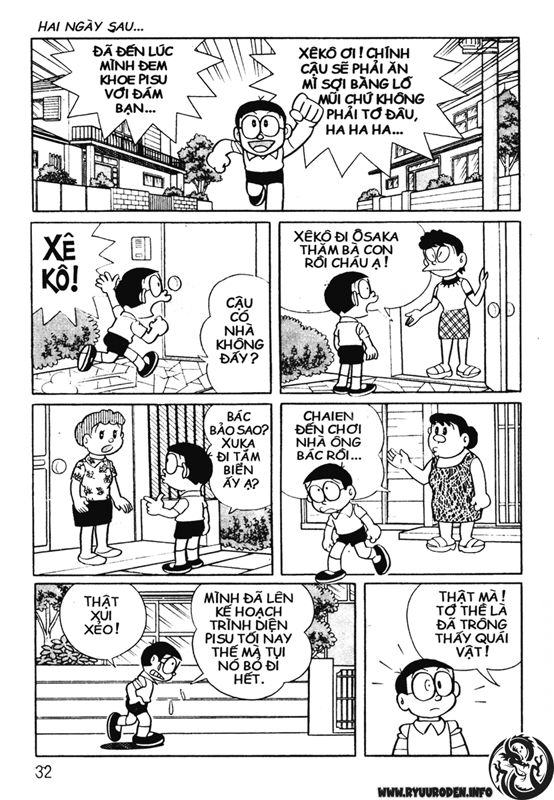 HAI NGÀY SAU...
ĐÃ ĐẾN LÚC
MÌNH ĐEM
KHOE PISU
VỚI ĐÁM
BẠN...
XÊKÔ ƠI! CHÍNH
CẬU SẼ PHẢI ĂN
MÌ SỢI BẰNG LỖ
MŨI CHỨ KHÔNG
PHẢI TỚ ĐÂU,
HA HA HA...
XÊ
KÔ!
CẬU
CÓ
NHÀ
KHÔNG
ĐẤY?
XÊKÔ ĐI ÔSAKA
THĂM BÀ CON
RỒI CHÁU Ạ!
BÁC
BẢO SAO?
XUKA
ĐI TẮM
BIỂN
ẤY Ạ?
CHAIEN
ĐẾN CHƠI
NHÀ ÔNG
BÁC RỒI...
THẬT
XUI
XẺO!
MÌNH ĐÃ LÊN
KẾ HOẠCH
TRÌNH DIỆN
PISU TỐI NAY
THẾ MÀ TỤI
NÓ BỎ ĐI
HẾT.
THẬT MÀ!
TỚ THỀ LÀ
ĐÃ TRÔNG
THẤY QUÁI
VẬT!
32
WWW.RYUURODEN.INFO